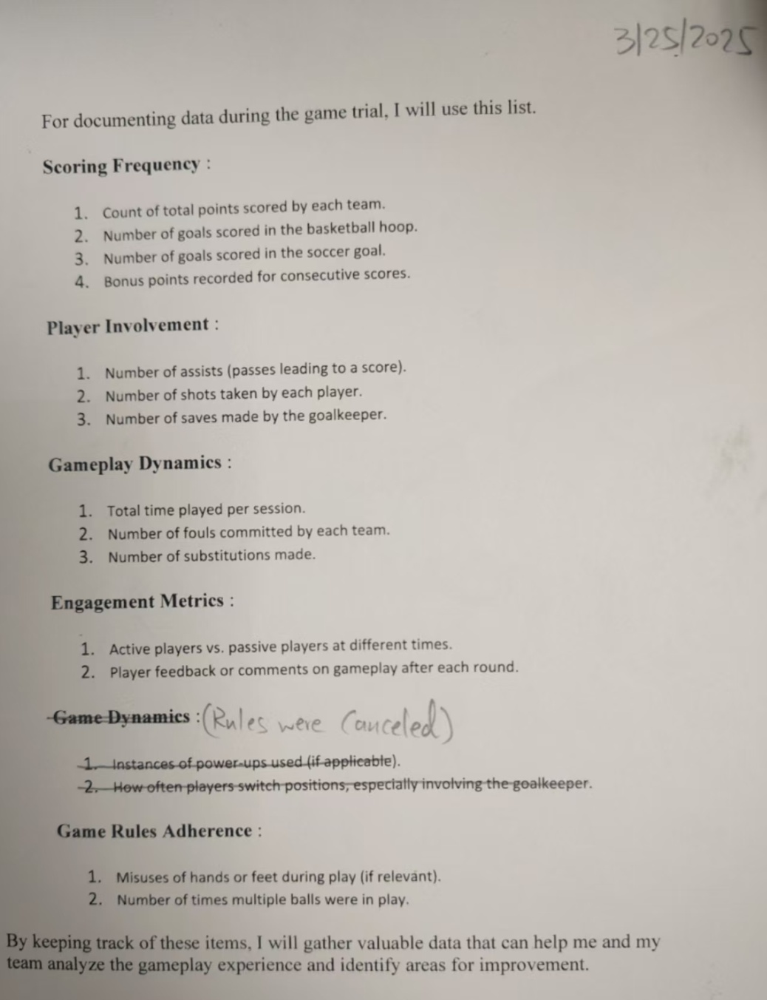 3/25/2025
For documenting data during the game trial, I will use this list.
Scoring Frequency :
1. Count of total points scored by each team.
2. Number of goals scored in the basketball hoop.
3. Number of goals scored in the soccer goal.
4. Bonus points recorded for consecutive scores.
Player Involvement :
1. Number of assists (passes leading to a score).
2. Number of shots taken by each player.
3. Number of saves made by the goalkeeper.
Gameplay Dynamics :
1. Total time played per session.
2. Number of fouls committed by each team.
3. Number of substitutions made.
Engagement Metrics :
1. Active players vs. passive players at different times.
2. Player feedback or comments on gameplay after each round.
Game Dynamics : (Rules were Canceled)
1. Instances of power-ups used (if applicable).
2. How often players switch positions, especially involving the goalkeeper.
Game Rules Adherence :
1. Misuses of hands or feet during play (if relevant).
2. Number of times multiple balls were in play.
By keeping track of these items, I will gather valuable data that can help me and my
team analyze the gameplay experience and identify areas for improvement.